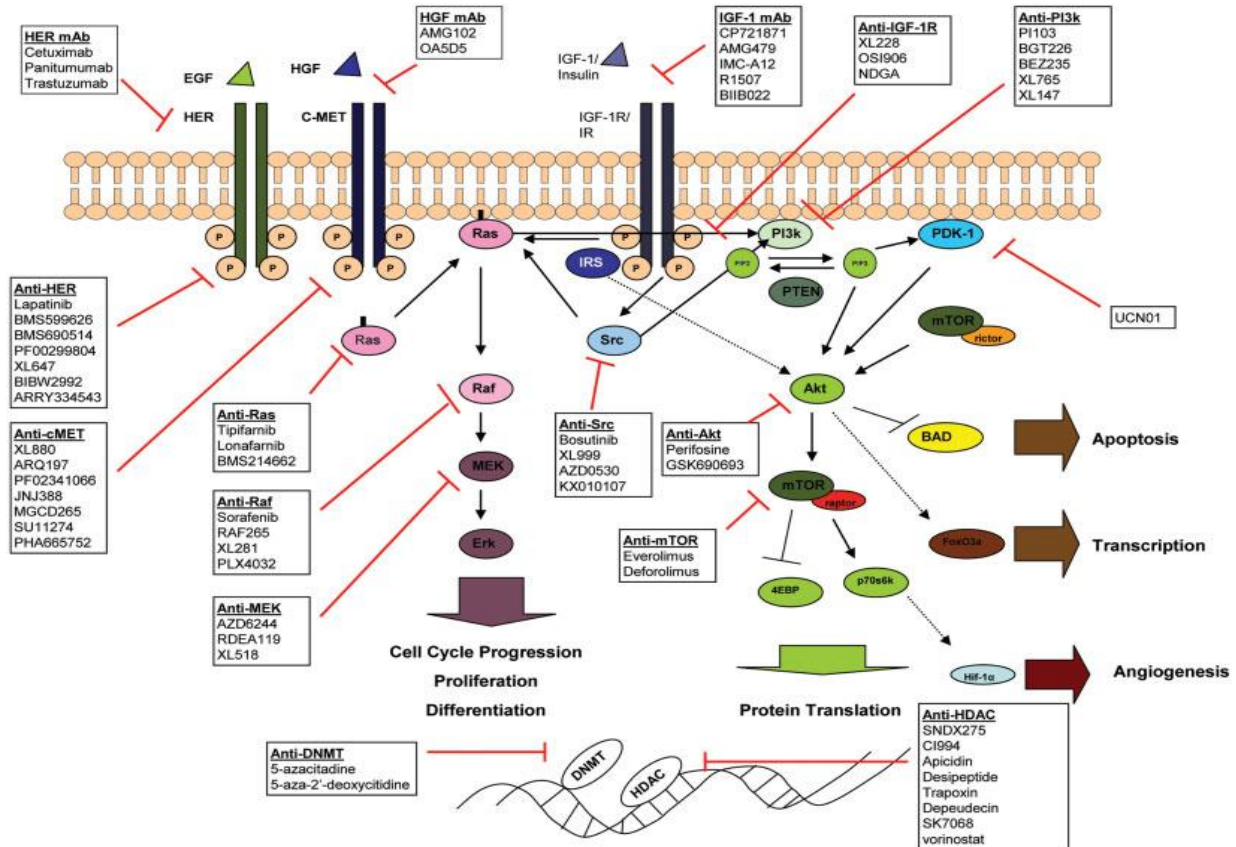 HER mAb
Cetuximab
Panitumumab
Trastuzumab
EGF
HER
HGF
C-MET
HGF mAb
AMG102
OA5D5
IGF-1/
Insulin
IGF-1R/
IR
IGF-1 mAb
CP721871
AMG479
IMC-A12
R1507
BIIB022
Anti-IGF-1R
XL228
OSI906
NDGA
Anti-PI3k
PI103
BGT226
BEZ235
XL765
XL147
P
P
P
P
P
P
P
P
P
P
P
P
Ras
IRS
PI3k
PIP2
PIP3
PTEN
PDK-1
UCN01
Anti-HER
Lapatinib
BMS599626
BMS690514
PF00299804
XL647
BIBW2992
ARRY334543
Ras
Src
mTOR
rictor
Anti-cMET
XL880
ARQ197
PF02341066
JNJ388
MGCD265
SU11274
PHA665752
Anti-Ras
Tipifarnib
Lonafarnib
BMS214662
Raf
Akt
Anti-Src
Bosutinib
XL999
AZD0530
KX010107
Anti-Akt
Perifosine
GSK690693
BAD
Apoptosis
MEK
mTOR
raptor
Anti-Raf
Sorafenib
RAF265
XL281
PLX4032
Erk
Anti-mTOR
Everolimus
Deforolimus
FoxO3a
Transcription
4EBP
p70s6k
Anti-MEK
AZD6244
RDEA119
XL518
Cell Cycle Progression
Proliferation
Differentiation
Protein Translation
Hif-1α
Angiogenesis
Anti-DNMT
5-azacitadine
5-aza-2'-deoxycitidine
DNMT
HDAC
Anti-HDAC
SNDX275
CI994
Apicidin
Desipeptide
Trapoxin
Depeudecin
SK7068
vorinostat